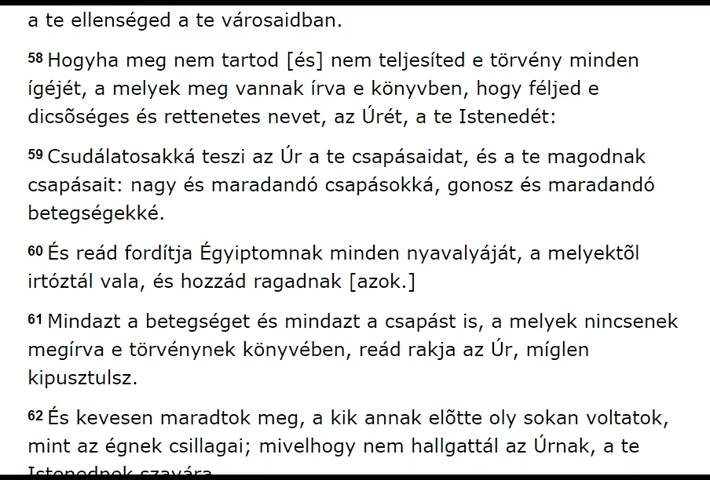 a te ellenséged a te városaidban.
58 Hogyha meg nem tartod [és] nem teljesíted e törvény minden
ígéjét, a melyek meg vannak írva e könyvben, hogy féljed e
dicsõséges és rettenetes nevet, az Úrét, a te Istenedét:
59 Csudálatosakká teszi az Úr a te csapásaidat, és a te magodnak
csapásait: nagy és maradandó csapásokká, gonosz és maradandó
betegségekké.
60 És reád fordítja Égyiptomnak minden nyavalyáját, a melyektõl
irtóztál vala, és hozzád ragadnak [azok.]
61 Mindazt a betegséget és mindazt a csapást is, a melyek nincsenek
megírva e törvénynek könyvében, reád rakja az Úr, míglen
kipusztulsz.
62 És kevesen maradtok meg, a kik annak elõtte oly sokan voltatok,
mint az égnek csillagai; mivelhogy nem hallgattál az Úrnak, a te
Istenednek szavára